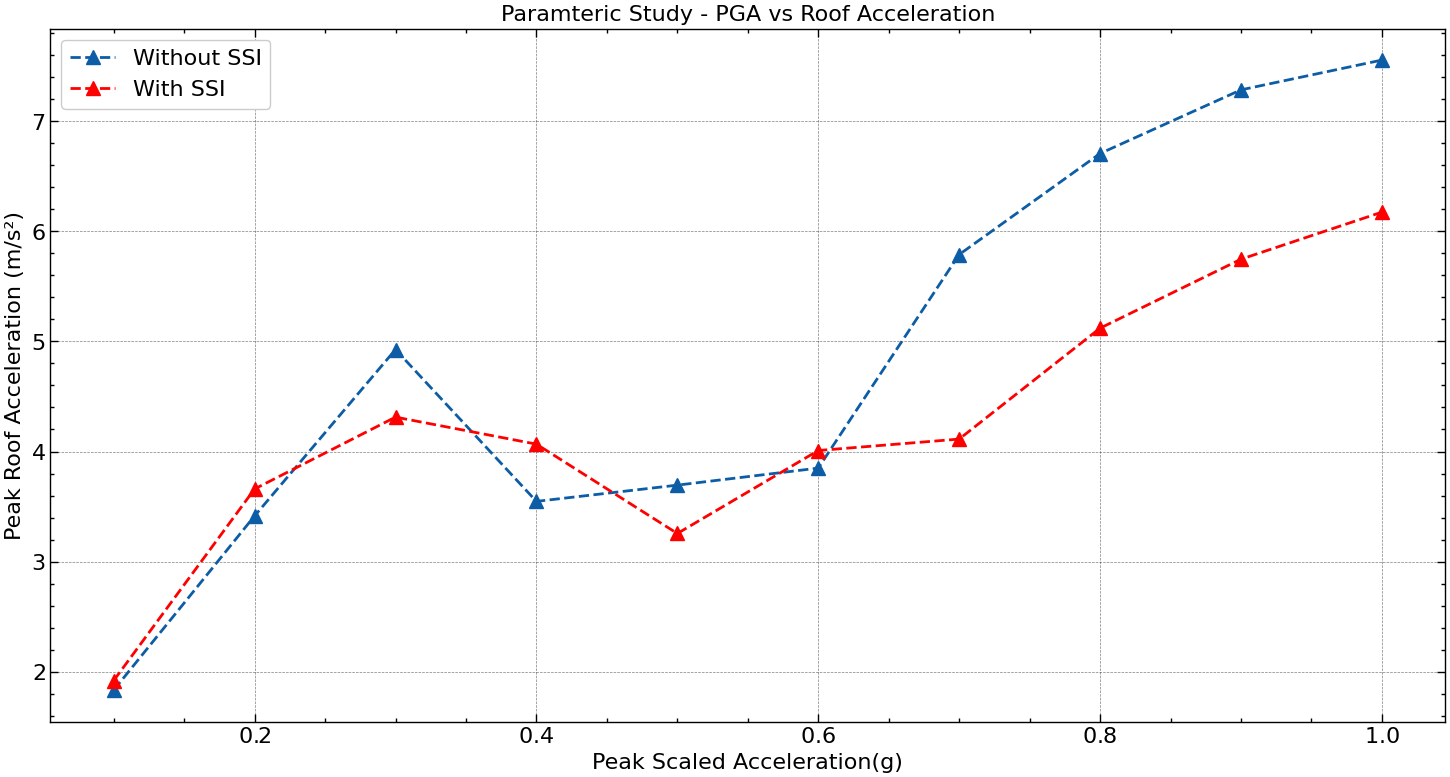 Paramteric Study - PGA vs Roof Acceleration
Without SSI
With SSI
Peak Roof Acceleration (m/s²)
7
6
5
4
3
2
0.2
0.4
0.6
0.8
1.0
Peak Scaled Acceleration(g)